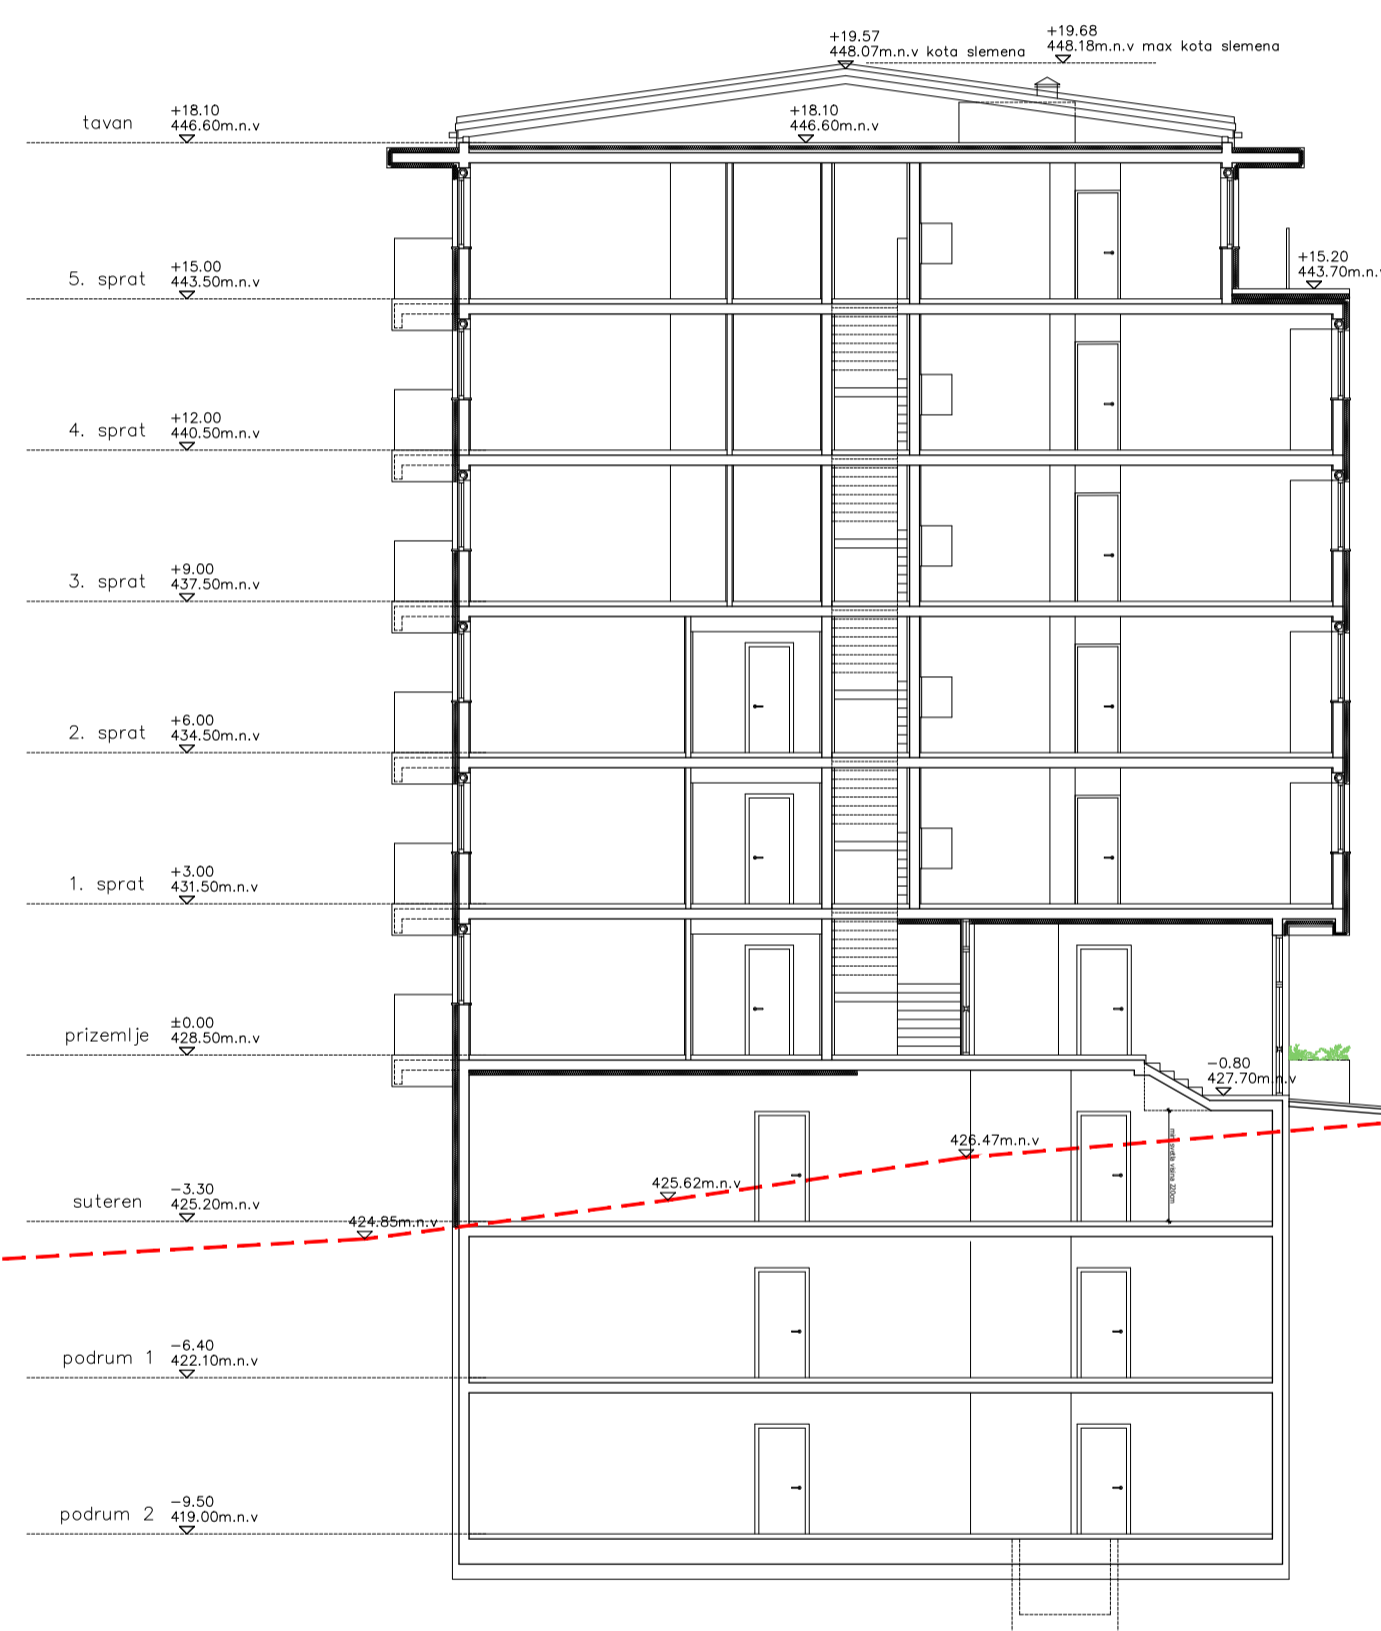 +19.57
448.07m.n.v kota slemena
+19.68
448.18m.n.v max kota slemena
tavan
+18.10
446.60m.n.v
+18.10
446.60m.n.v
5. sprat
+15.00
443.50m.n.v
+15.20
443.70m.n.v
4. sprat
+12.00
440.50m.n.v
3. sprat
+9.00
437.50m.n.v
2. sprat
+6.00
434.50m.n.v
1. sprat
+3.00
431.50m.n.v
prizemlje
±0.00
428.50m.n.v
-0.80
427.70m.n.v
426.47m.n.v
425.62m.n.v
suteren
-3.30
425.20m.n.v
424.85m.n.v
min svetla visina 220cm
podrum 1
-6.40
422.10m.n.v
podrum 2
-9.50
419.00m.n.v